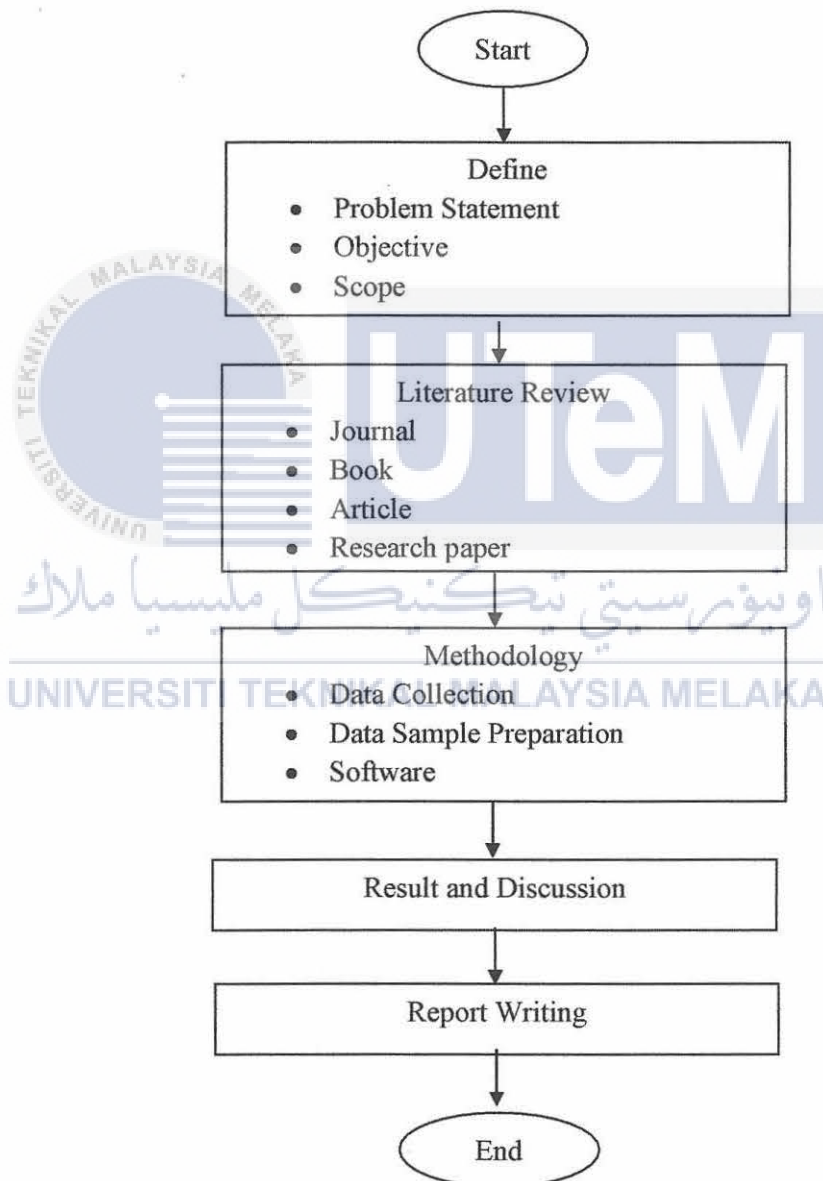 Start
Define
• Problem Statement
• Objective
• Scope
UNIVERSITI TEKNIKAL MALAYSIA MELAKA
UTeM
Literature Review
• Journal
• Book
• Article
• Research paper
اونيۏرسيتي تيكنيكل مليسيا ملاك
Methodology
UNIVERSITI TEKNIKAL MALAYSIA MELAKA
• Data Collection
• Data Sample Preparation
• Software
Result and Discussion
Report Writing
End